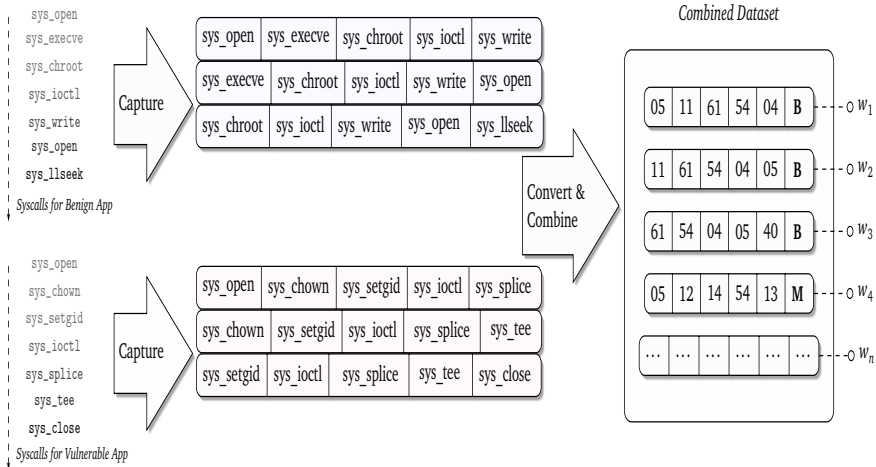 sys_open
sys_execve
sys_chroot
sys_ioctl
sys_write
sys_open
sys_llseek
Syscalls for Benign App
Capture
sys_open sys_execve sys_chroot sys_ioctl sys_write
sys_execve sys_chroot sys_ioctl sys_write sys_open
sys_chroot sys_ioctl sys_write sys_open sys_llseek
sys_open
sys_chown
sys_setgid
sys_ioctl
sys_splice
sys_tee
sys_close
Syscalls for Vulnerable App
Capture
sys_open sys_chown sys_setgid sys_ioctl sys_splice
sys_chown sys_setgid sys_ioctl sys_splice sys_tee
sys_setgid sys_ioctl sys_splice sys_tee sys_close
Convert &
Combine
Combined Dataset
05 11 61 54 04 B w1
11 61 54 04 05 B w2
61 54 04 05 40 B w3
05 12 14 54 13 M w4
... ... ... ... ... ... wn